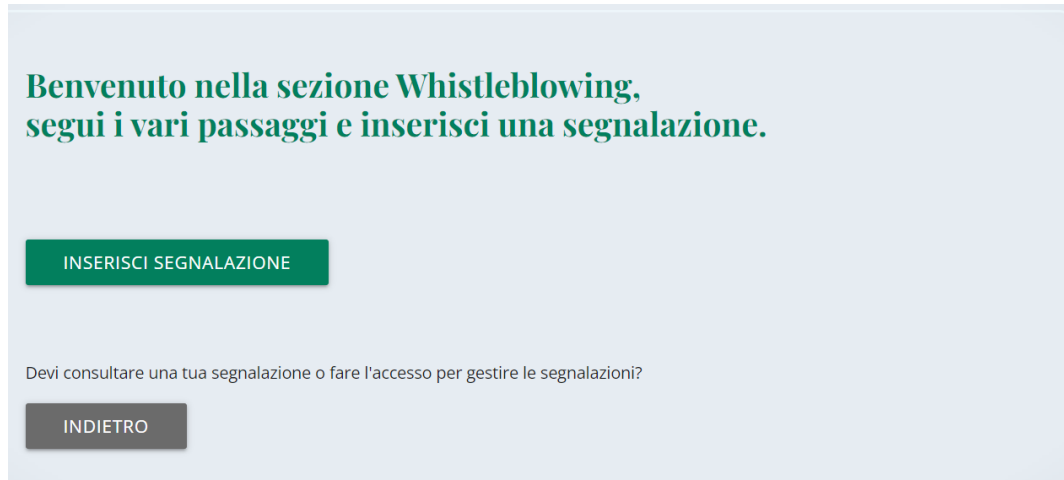 Benvenuto nella sezione Whistleblowing,
segui i vari passaggi e inserisci una segnalazione.
INSERISCI SEGNALAZIONE
Devi consultare una tua segnalazione o fare l'accesso per gestire le segnalazioni?
INDIETRO